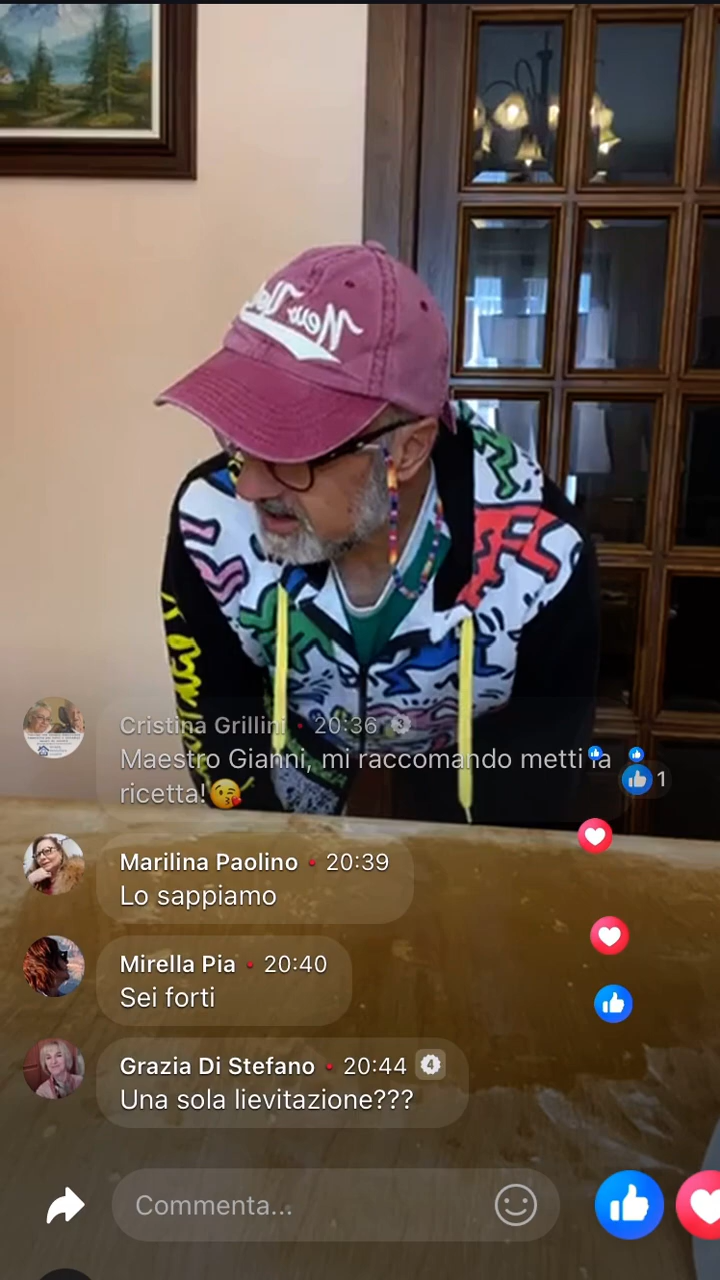 New York
Cristina Grillini • 20:36 3
Maestro Gianni, mi raccomando metti la
ricetta!😘
1
Marilina Paolino • 20:39
Lo sappiamo
Mirella Pia • 20:40
Sei forti
Grazia Di Stefano • 20:44 4
Una sola lievitazione???
Commenta...